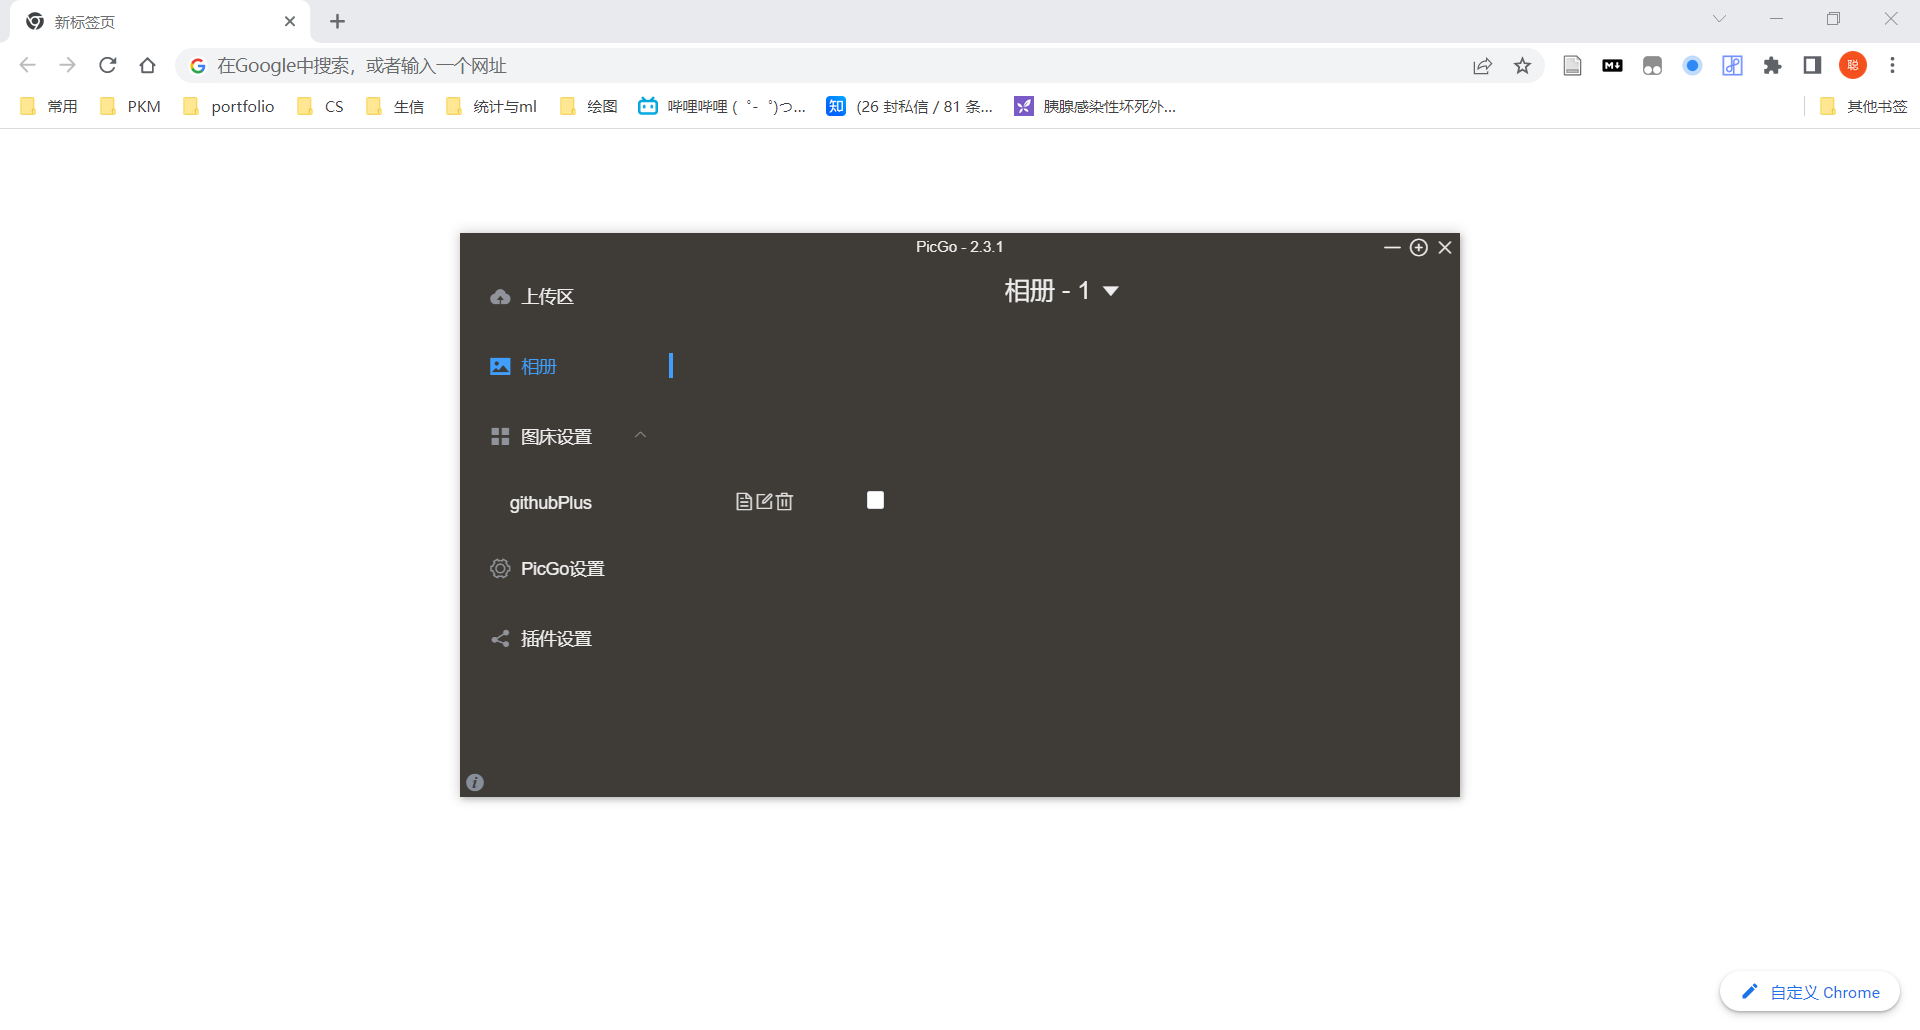 新标签页
在Google中搜索，或者输入一个网址
聪
常用 PKM portfolio CS 生信 统计与ml 绘图 哔哩哔哩 (゜-゜)つ... 知 (26 封私信 / 81 条... 胰腺感染性坏死外... 其他书签
PicGo - 2.3.1
相册 - 1
上传区
相册
图床设置
githubPlus
PicGo设置
插件设置
自定义 Chrome